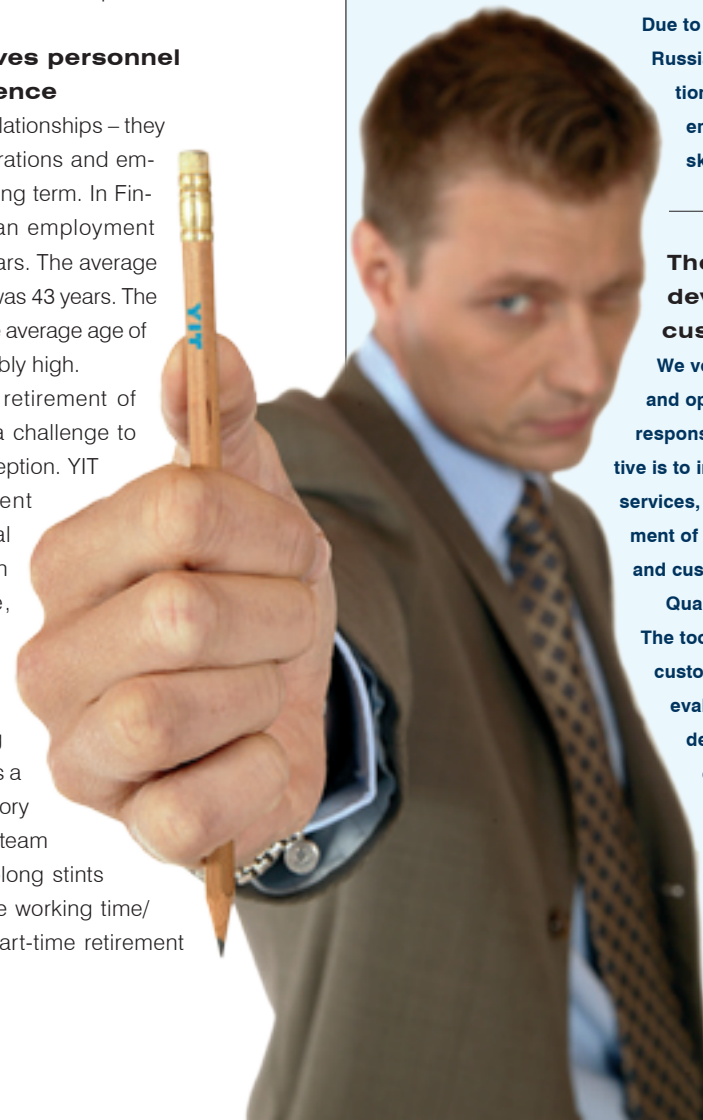 ves personnel
ence
lationships – they
rations and em-
ng term. In Fin-
an employment
ars. The average
was 43 years. The
e average age of
bly high.
retirement of
a challenge to
eption. YIT
ent
al
n
e,
g
s a
ory
team
long stints
e working time/
art-time retirement
YIT
Due to
Russi
tion
em
sk
The
dev
cus
We ve
and op
respons
tive is to i
services,
ment of
and cus
Qua
The too
custo
eval
de